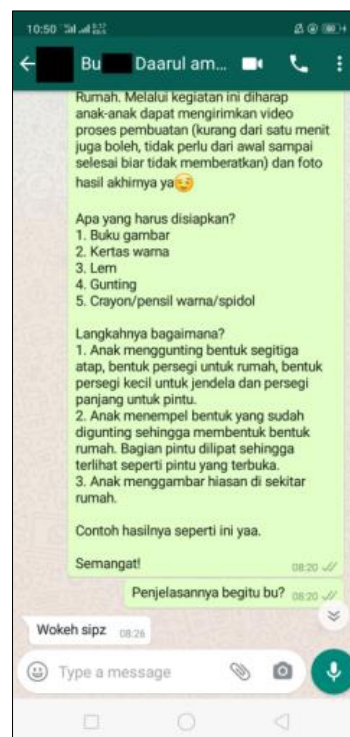 10:50
Bu Daarul am...
Rumah. Melalui kegiatan ini diharap
anak-anak dapat mengirimkan video
proses pembuatan (kurang dari satu menit
juga boleh, tidak perlu dari awal sampai
selesai biar tidak memberatkan) dan foto
hasil akhirnya ya😉
Apa yang harus disiapkan?
1. Buku gambar
2. Kertas warna
3. Lem
4. Gunting
5. Crayon/pensil warna/spidol
Langkahnya bagaimana?
1. Anak menggunting bentuk segitiga
atap, bentuk persegi untuk rumah, bentuk
persegi kecil untuk jendela dan persegi
panjang untuk pintu.
2. Anak menempel bentuk yang sudah
digunting sehingga membentuk bentuk
rumah. Bagian pintu dilipat sehingga
terlihat seperti pintu yang terbuka.
3. Anak menggambar hiasan di sekitar
rumah.
Contoh hasilnya seperti ini yaa.
Semangat!
08:20
Penjelasannya begitu bu? 08:20
Wokeh sipz 08:26
Type a message